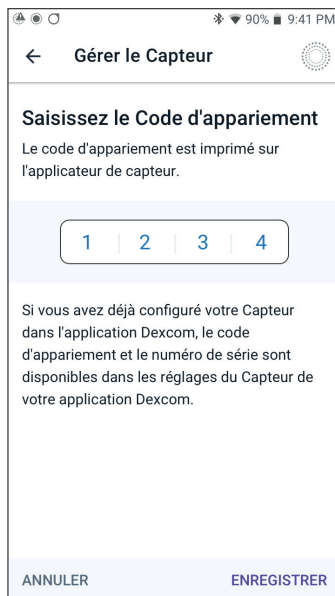 90% 9:41 PM
Gérer le Capteur
Saisissez le Code d'appariement
Le code d'appariement est imprimé sur
l'applicateur de capteur.
1 2 3 4
Si vous avez déjà configuré votre Capteur
dans l'application Dexcom, le code
d'appariement et le numéro de série sont
disponibles dans les réglages du Capteur de
votre application Dexcom.
ANNULER ENREGISTRER